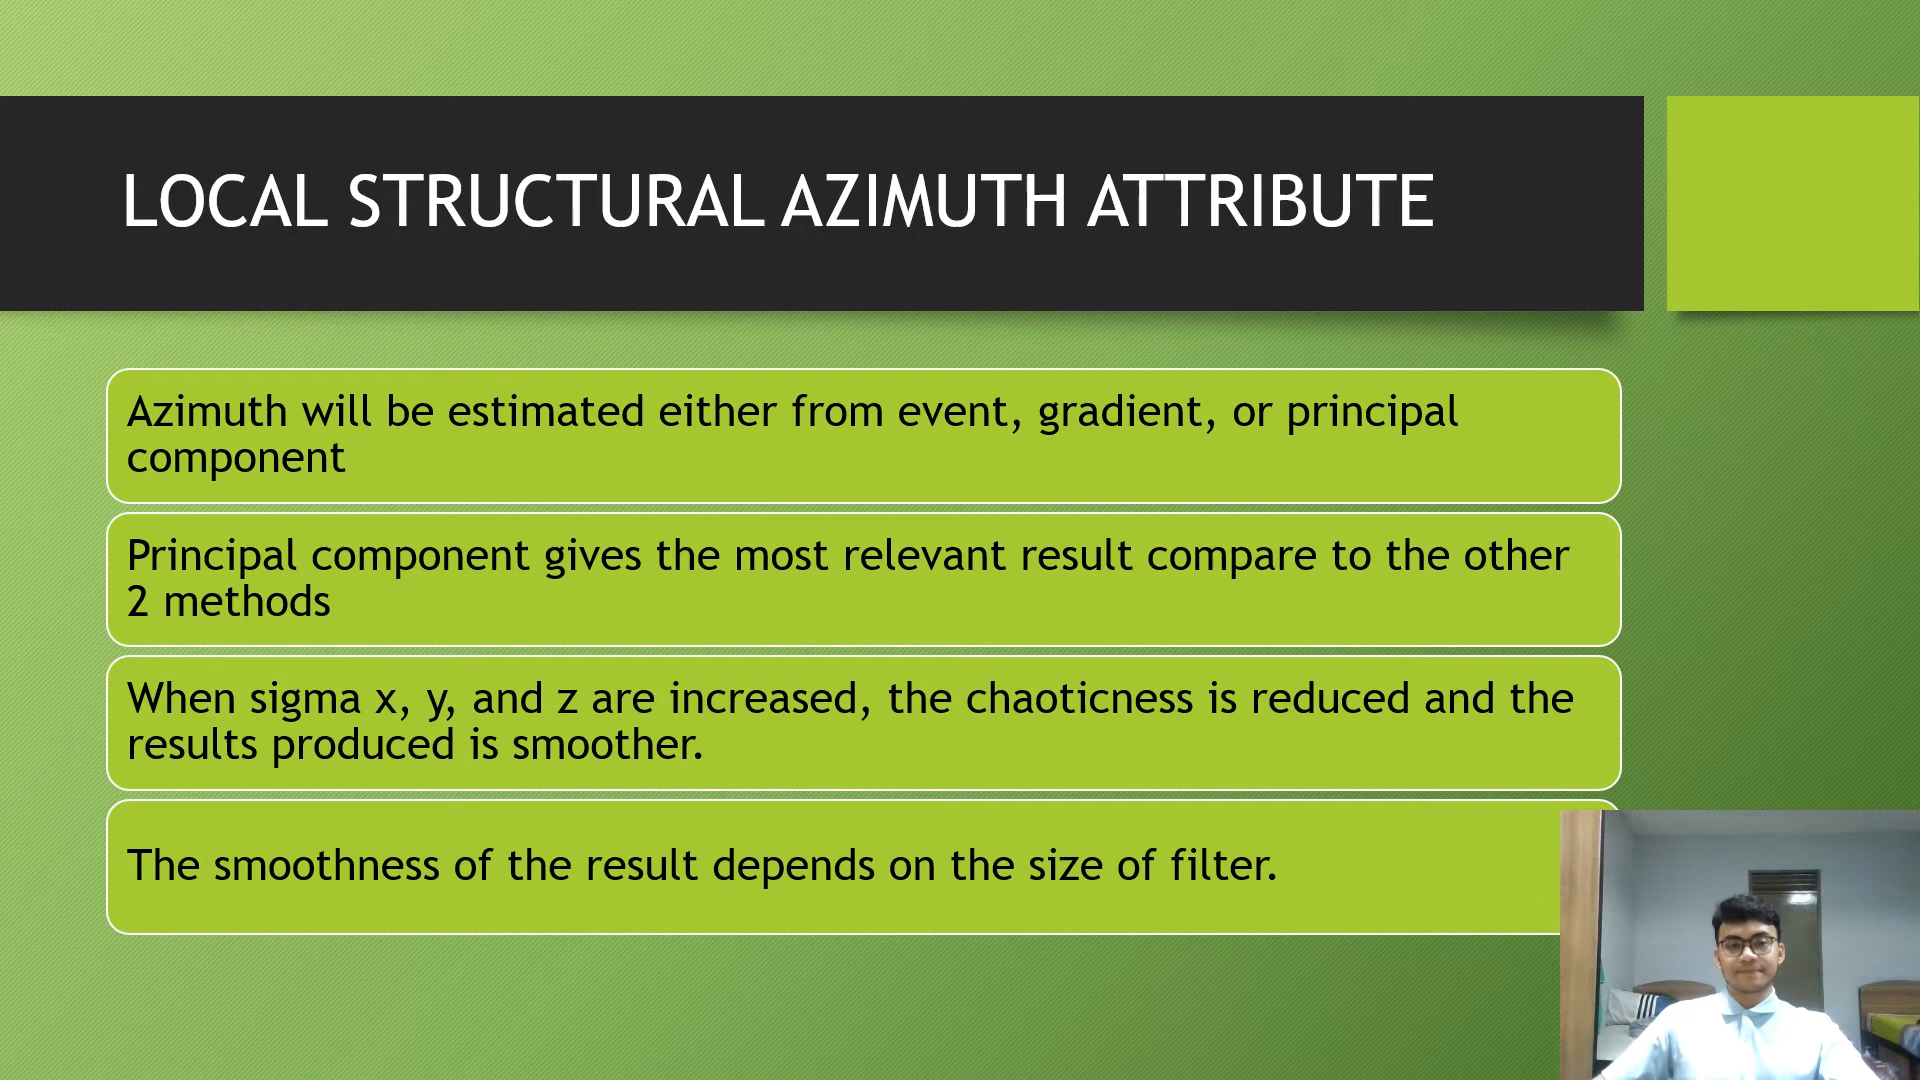 LOCAL STRUCTURAL AZIMUTH ATTRIBUTE
Azimuth will be estimated either from event, gradient, or principal
component
Principal component gives the most relevant result compare to the other
2 methods
When sigma x, y, and z are increased, the chaoticness is reduced and the
results produced is smoother.
The smoothness of the result depends on the size of filter.